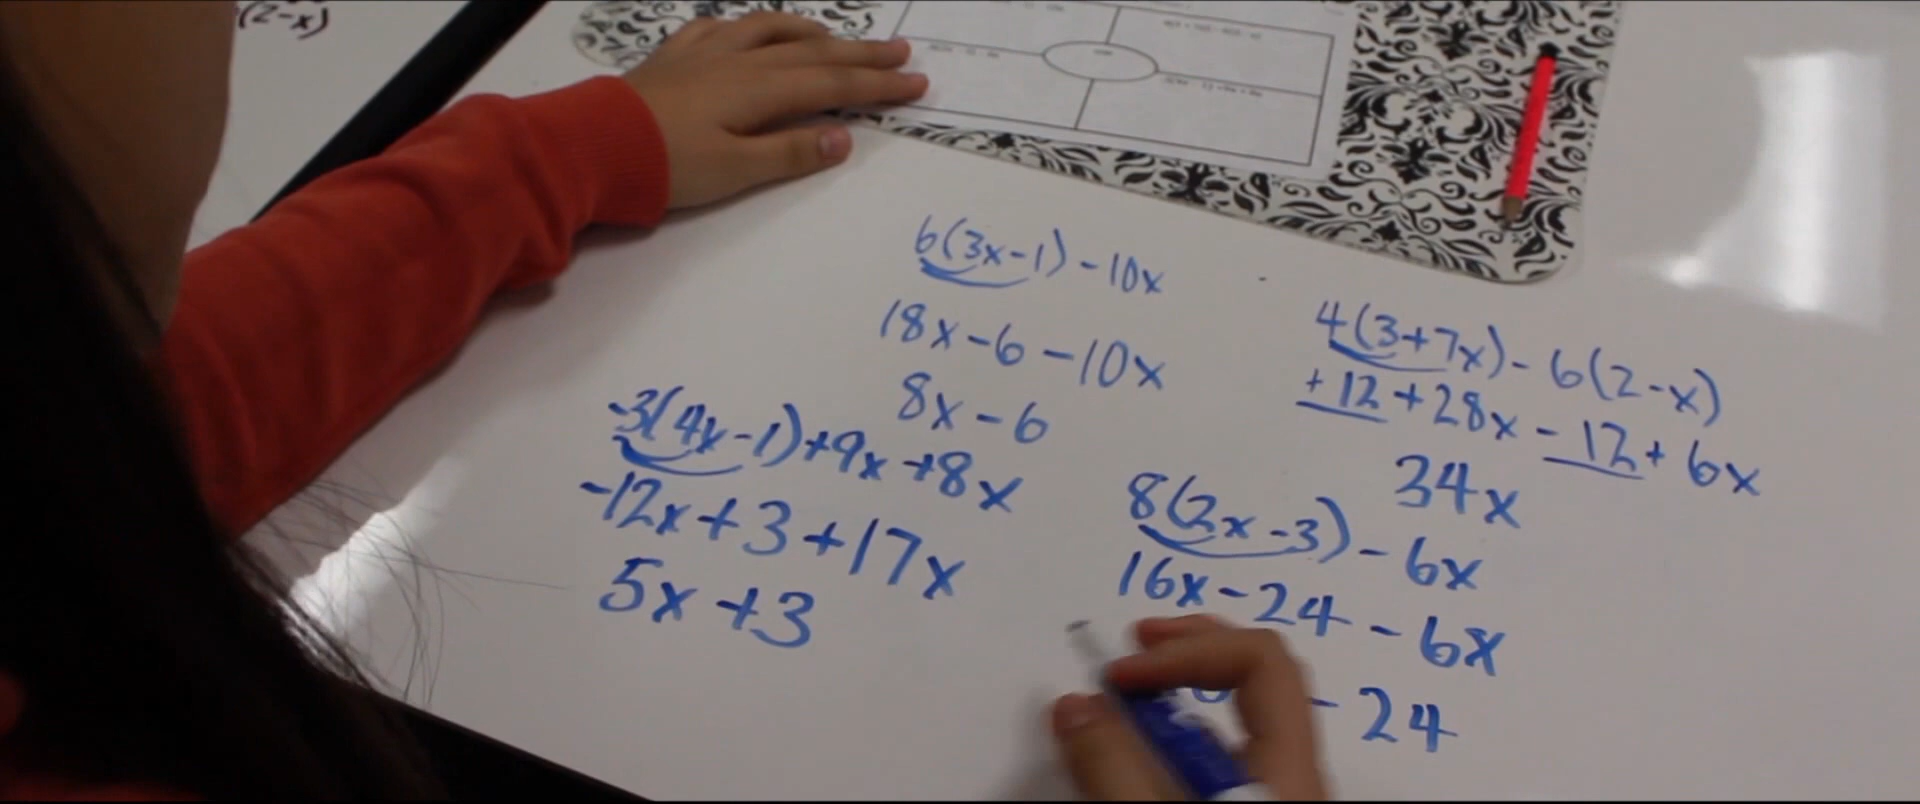 (2-x)
6(3x-1)-10x
18x-6-10x
8x-6
4(3+7x)-6(2-x)
+12+28x-12+6x
34x
-3(4x-1)+9x+8x
-12x+3+17x
5x+3
8(2x-3)-6x
16x-24-6x
-24